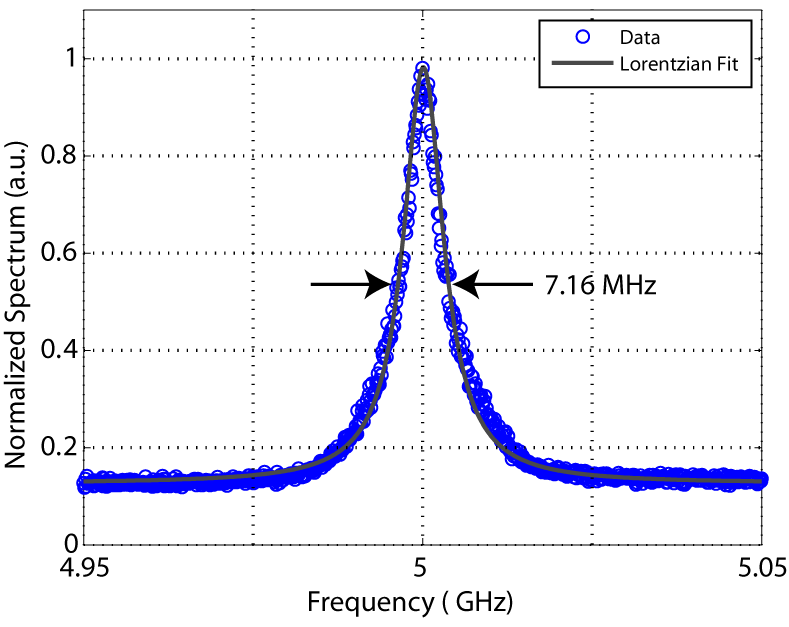 Data
Lorentzian Fit
1
0.8
0.6
0.4
0.2
0
7.16 MHz
4.95
5
5.05
Normalized Spectrum (a.u.)
Frequency ( GHz)